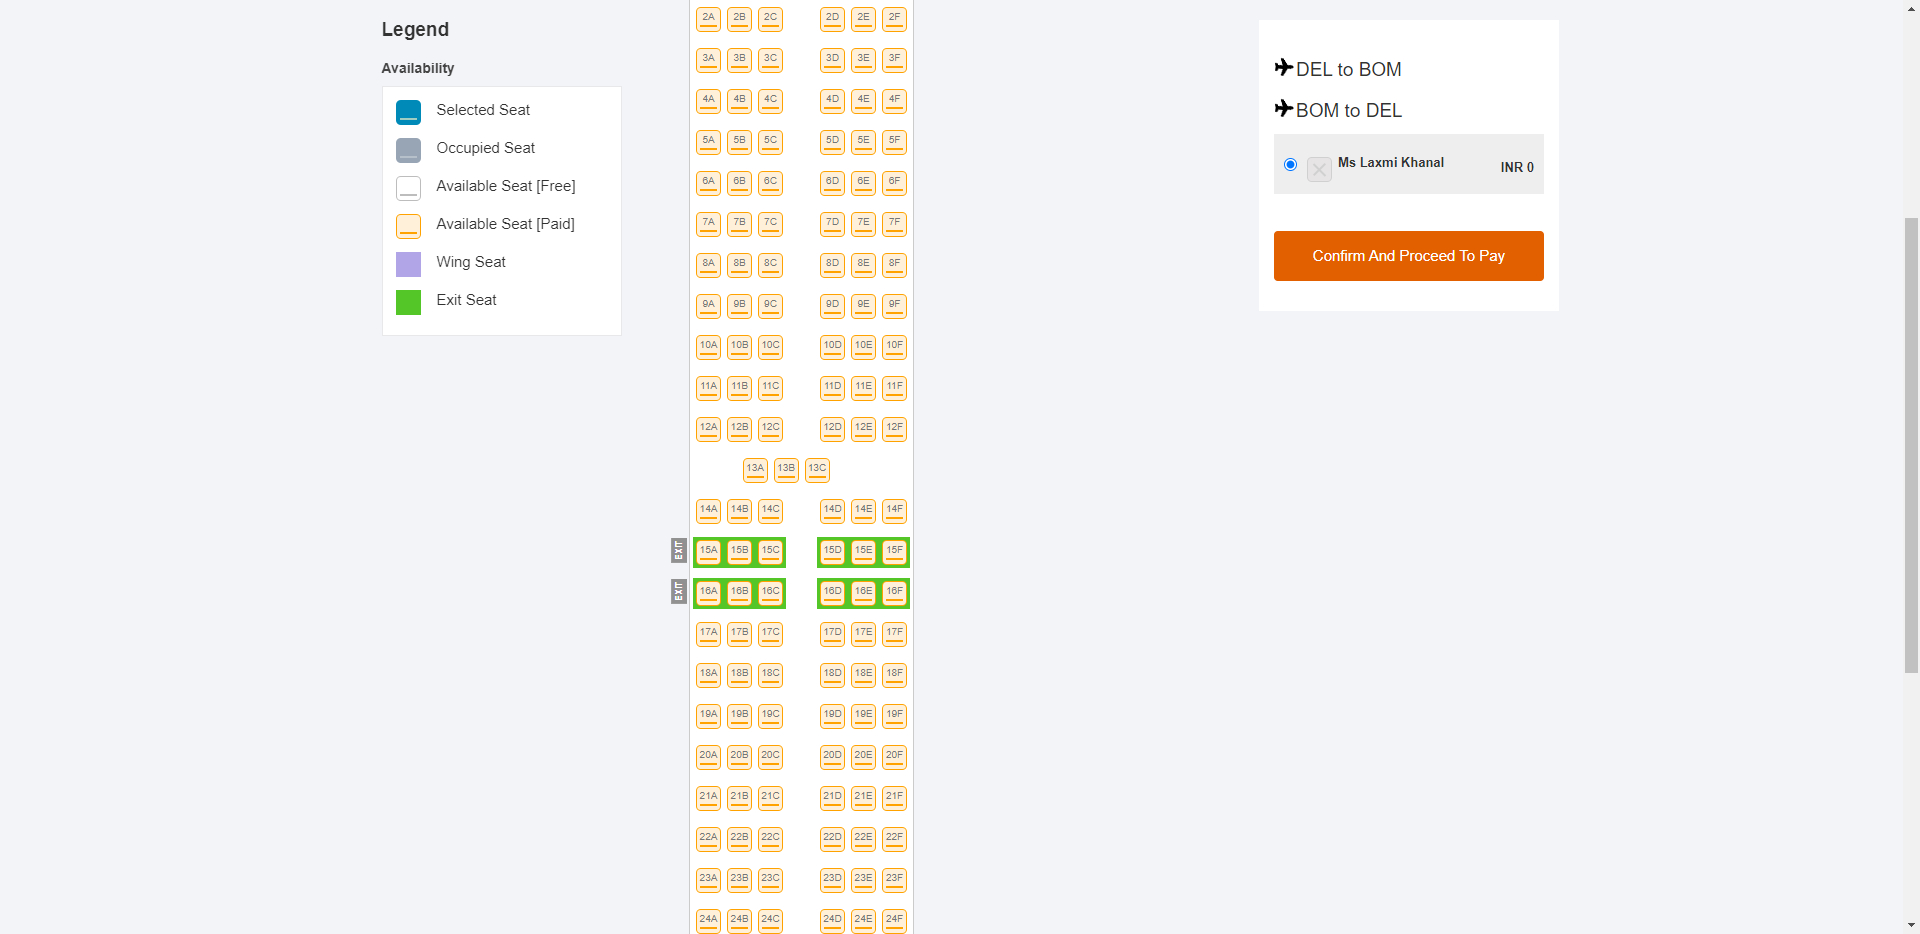 Legend
Availability
Selected Seat
Occupied Seat
Available Seat [Free]
Available Seat [Paid]
Wing Seat
Exit Seat
2A 2B 2C 2D 2E 2F
3A 3B 3C 3D 3E 3F
4A 4B 4C 4D 4E 4F
5A 5B 5C 5D 5E 5F
6A 6B 6C 6D 6E 6F
7A 7B 7C 7D 7E 7F
8A 8B 8C 8D 8E 8F
9A 9B 9C 9D 9E 9F
10A 10B 10C 10D 10E 10F
11A 11B 11C 11D 11E 11F
12A 12B 12C 12D 12E 12F
13A 13B 13C
14A 14B 14C 14D 14E 14F
EXIT 15A 15B 15C 15D 15E 15F
EXIT 16A 16B 16C 16D 16E 16F
17A 17B 17C 17D 17E 17F
18A 18B 18C 18D 18E 18F
19A 19B 19C 19D 19E 19F
20A 20B 20C 20D 20E 20F
21A 21B 21C 21D 21E 21F
22A 22B 22C 22D 22E 22F
23A 23B 23C 23D 23E 23F
24A 24B 24C 24D 24E 24F
DEL to BOM
BOM to DEL
Ms Laxmi Khanal INR 0
Confirm And Proceed To Pay